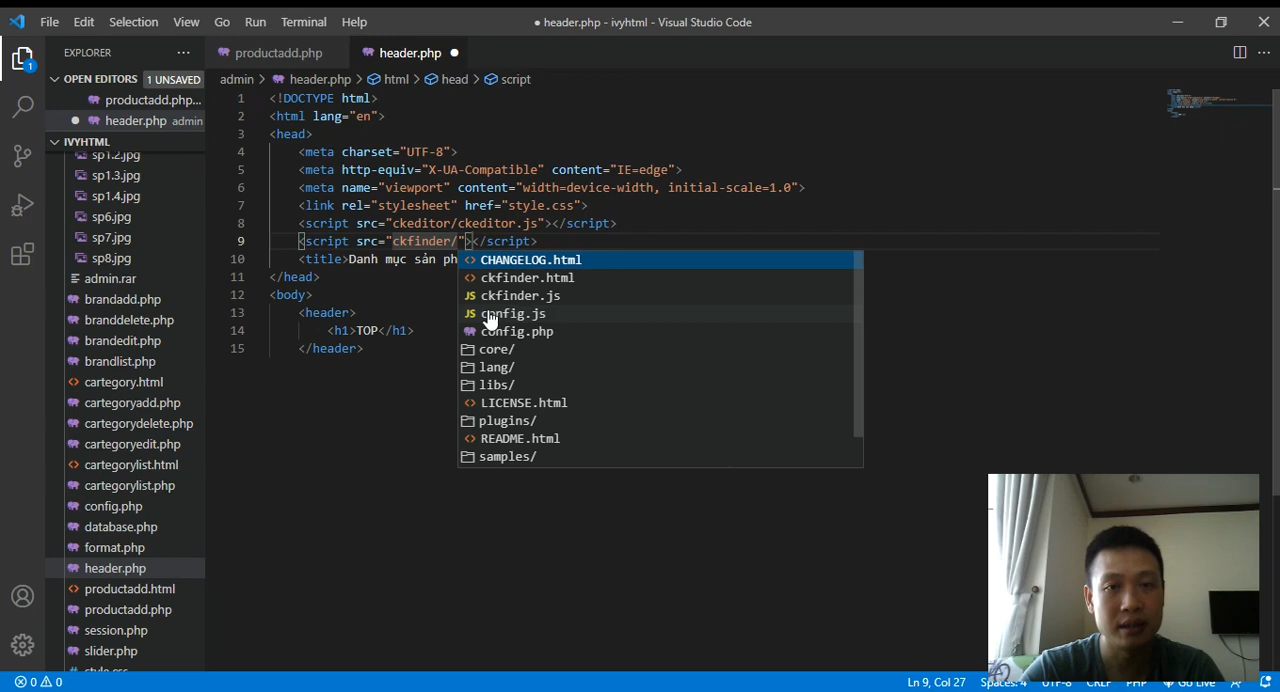 File Edit Selection View Go Run Terminal Help
● header.php - ivyhtml - Visual Studio Code
EXPLORER
productadd.php
header.php
1
OPEN EDITORS 1 UNSAVED
productadd.php...
header.php admin
IVYHTML
sp1.2.jpg
sp1.3.jpg
sp1.4.jpg
sp6.jpg
sp7.jpg
sp8.jpg
admin.rar
brandadd.php
branddelete.php
brandedit.php
brandlist.php
cartegory.html
cartegoryadd.php
cartegorydelete.php
cartegoryedit.php
cartegorylist.html
cartegorylist.php
config.php
database.php
format.php
header.php
productadd.html
productadd.php
session.php
slider.php
style.css
admin > header.php > html > head > script
1 <!DOCTYPE html>
2 <html lang="en">
3 <head>
4 <meta charset="UTF-8">
5 <meta http-equiv="X-UA-Compatible" content="IE=edge">
6 <meta name="viewport" content="width=device-width, initial-scale=1.0">
7 <link rel="stylesheet" href="style.css">
8 <script src="ckeditor/ckeditor.js"></script>
9 <script src="ckfinder/"></script>
10 <title>Danh mục sản ph
11 </head>
12 <body>
13 <header>
14 <h1>TOP</h1>
15 </header>
CHANGELOG.html
ckfinder.html
ckfinder.js
config.js
config.php
core/
lang/
libs/
LICENSE.html
plugins/
README.html
samples/
0 0
Ln 9, Col 27 Spaces: 4 UTF-8 CRLF PHP Go Live